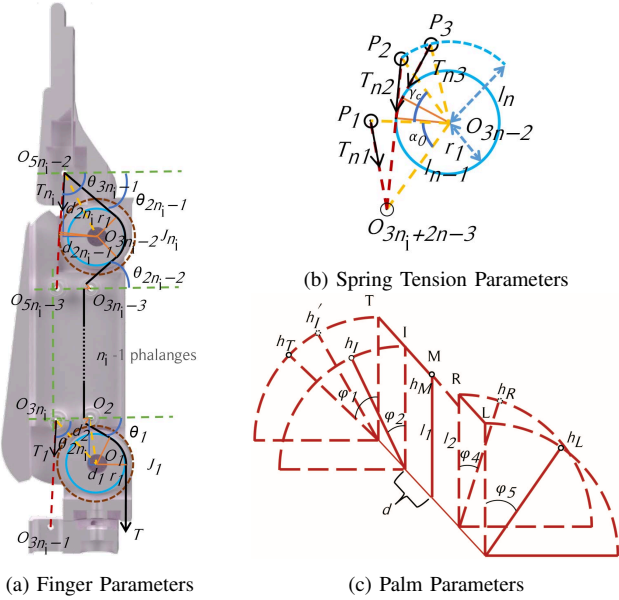 O5ni−2
Tni
θ3ni−1
θ2ni−1
d2ni
r1
O3ni−2
Jni
d2ni−1
θ2ni−2
O5ni−3
O3ni−3
ni -1 phalanges
O3ni
O2
θ1
d2
T1
θ2ni
O1
J1
d1
r1
O3ni−1
T
(a) Finger Parameters
P3
P2
Tn3
Tn2
γc
ln
P1
O3n−2
α0
r1
Tn1
ln−1
O3ni+2n−3
(b) Spring Tension Parameters
T
hI′
I
hT
hI
M
hM
R
hR
L
φ1
φ2
l1
l2
hL
φ4
φ5
d
(c) Palm Parameters